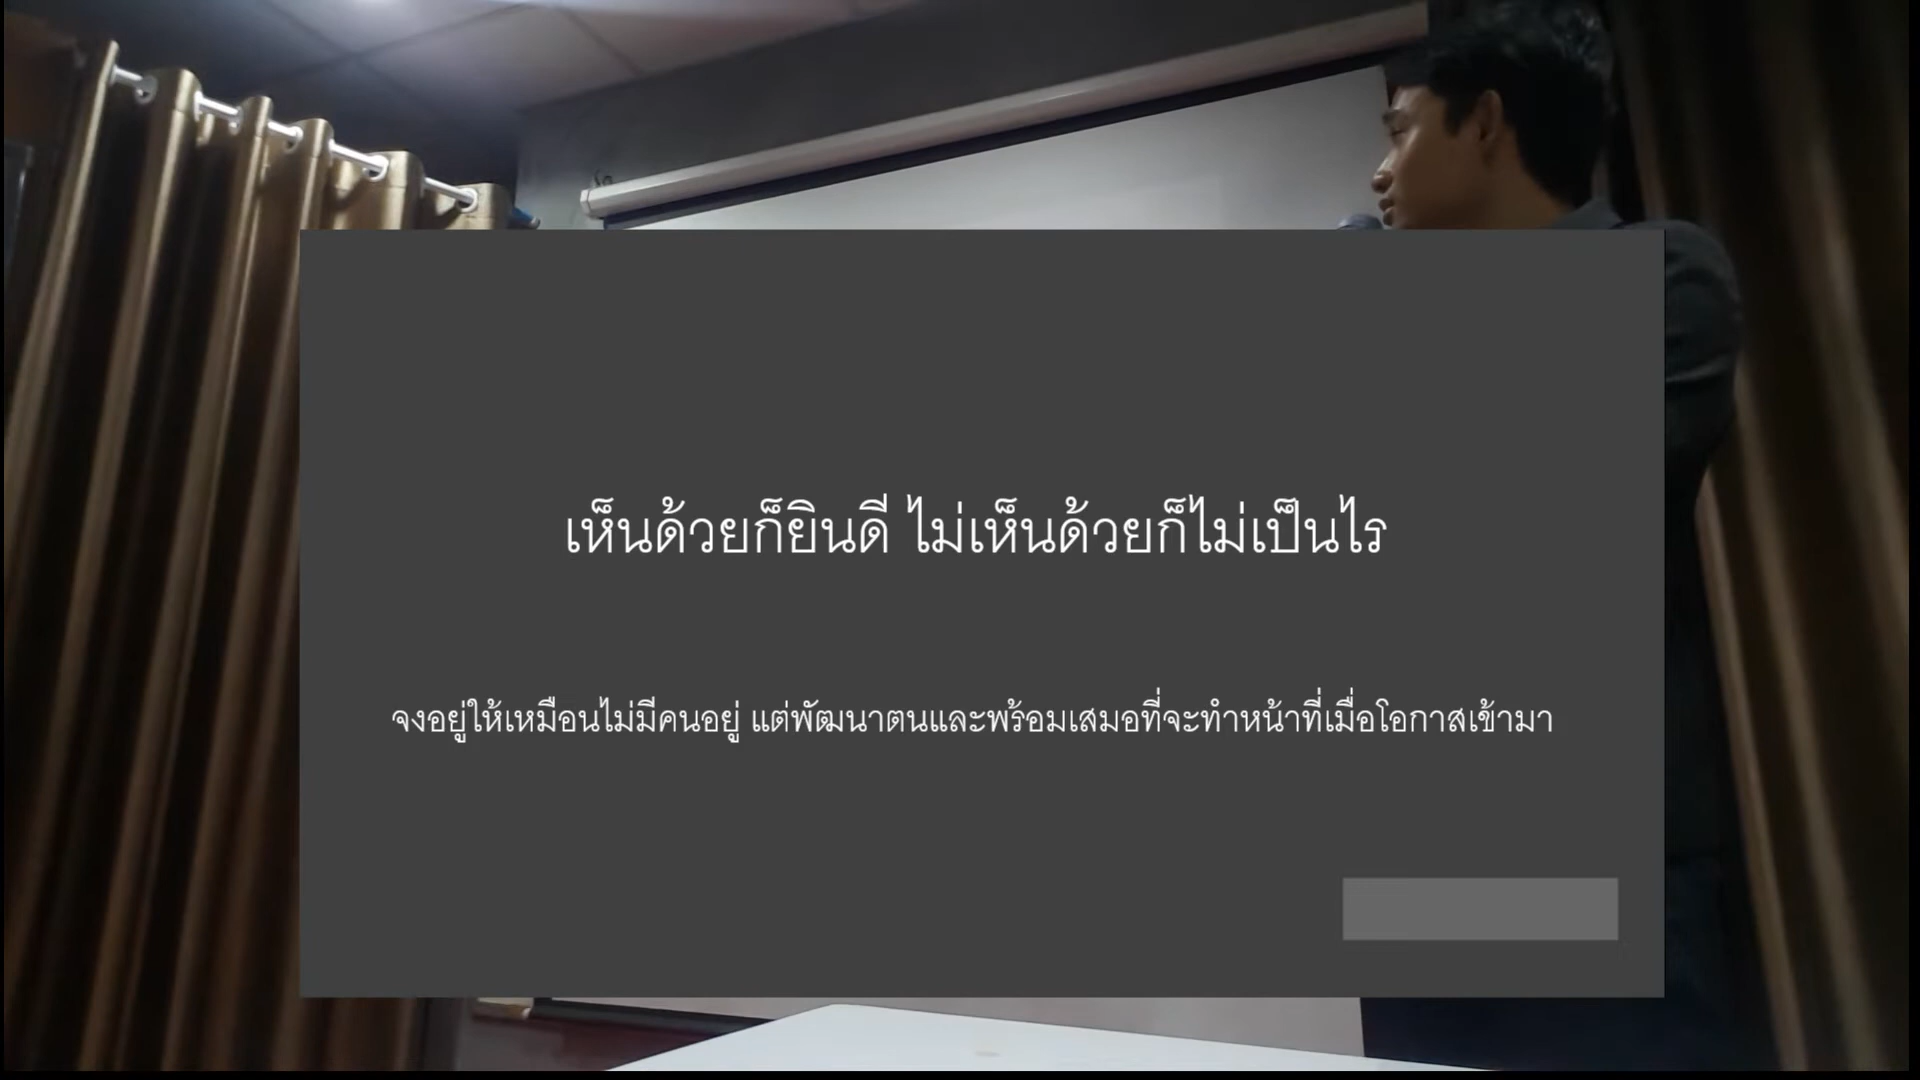 เห็นด้วยก็ยินดี ไม่เห็นด้วยก็ไม่เป็นไร
จงอยู่ให้เหมือนไม่มีคนอยู่ แต่พัฒนาตนและพร้อมเสมอที่จะทำหน้าที่เมื่อโอกาสเข้ามา